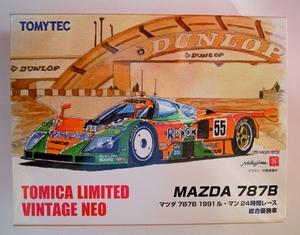 TOMYTEC
DUNLOP
DUNLOP
RENOWN
55
TOMICA LIMITED
VINTAGE NEO
MAZDA 787B
マツダ 787B 1991 ル・マン 24時間レース
総合優勝車